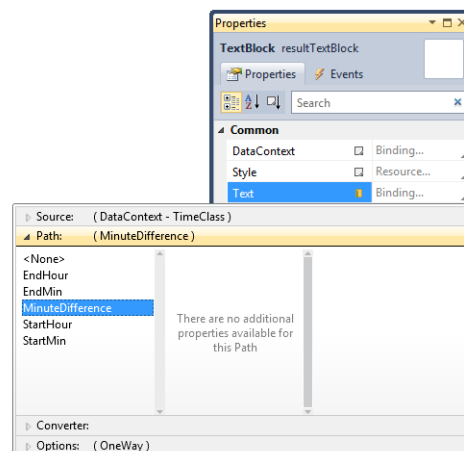 Properties
TextBlock resultTextBlock
Properties Events
Search
Common
DataContext Binding...
Style Resource...
Text Binding...
Source: ( DataContext - TimeClass )
Path: ( MinuteDifference )
<None>
EndHour
EndMin
MinuteDifference
StartHour
StartMin
There are no additional
properties available for
this Path
Converter:
Options: ( OneWay )